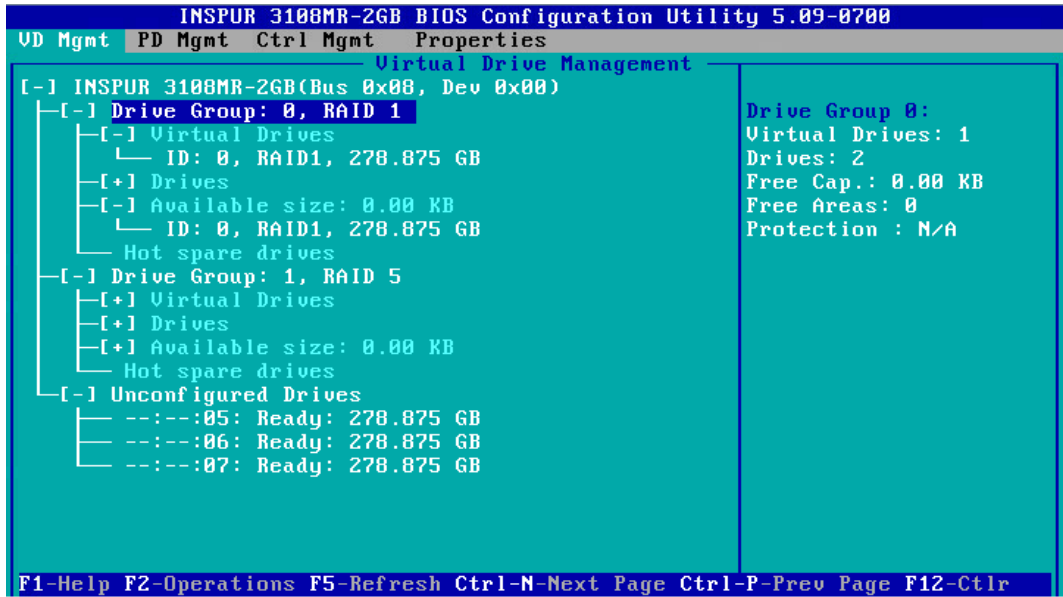 INSPUR 3108MR-2GB BIOS Configuration Utility 5.09-0700
VD Mgmt PD Mgmt Ctrl Mgmt Properties
Virtual Drive Management
[-] INSPUR 3108MR-2GB(Bus 0x08, Dev 0x00)
[-] Drive Group: 0, RAID 1
[-] Virtual Drives
ID: 0, RAID1, 278.875 GB
[+] Drives
[-] Available size: 0.00 KB
ID: 0, RAID1, 278.875 GB
Hot spare drives
[-] Drive Group: 1, RAID 5
[+] Virtual Drives
[+] Drives
[+] Available size: 0.00 KB
Hot spare drives
[-] Unconfigured Drives
--:--:05: Ready: 278.875 GB
--:--:06: Ready: 278.875 GB
--:--:07: Ready: 278.875 GB
Drive Group 0:
Virtual Drives: 1
Drives: 2
Free Cap.: 0.00 KB
Free Areas: 0
Protection : N/A
F1-Help F2-Operations F5-Refresh Ctrl-N-Next Page Ctrl-P-Prev Page F12-Ctlr